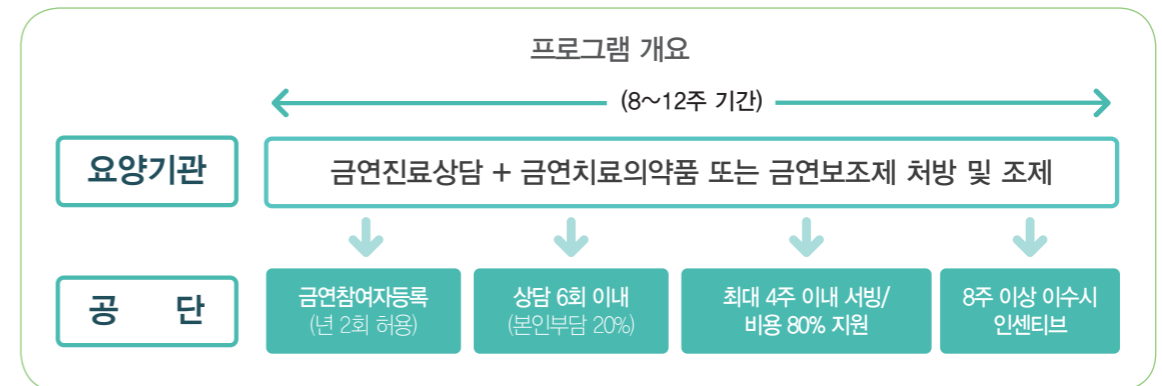 프로그램 개요
(8~12주 기간)
요양기관
금연진료상담 + 금연치료의약품 또는 금연보조제 처방 및 조제
공 단
금연참여자등록
(년 2회 허용)
상담 6회 이내
(본인부담 20%)
최대 4주 이내 서빙/
비용 80% 지원
8주 이상 이수시
인센티브